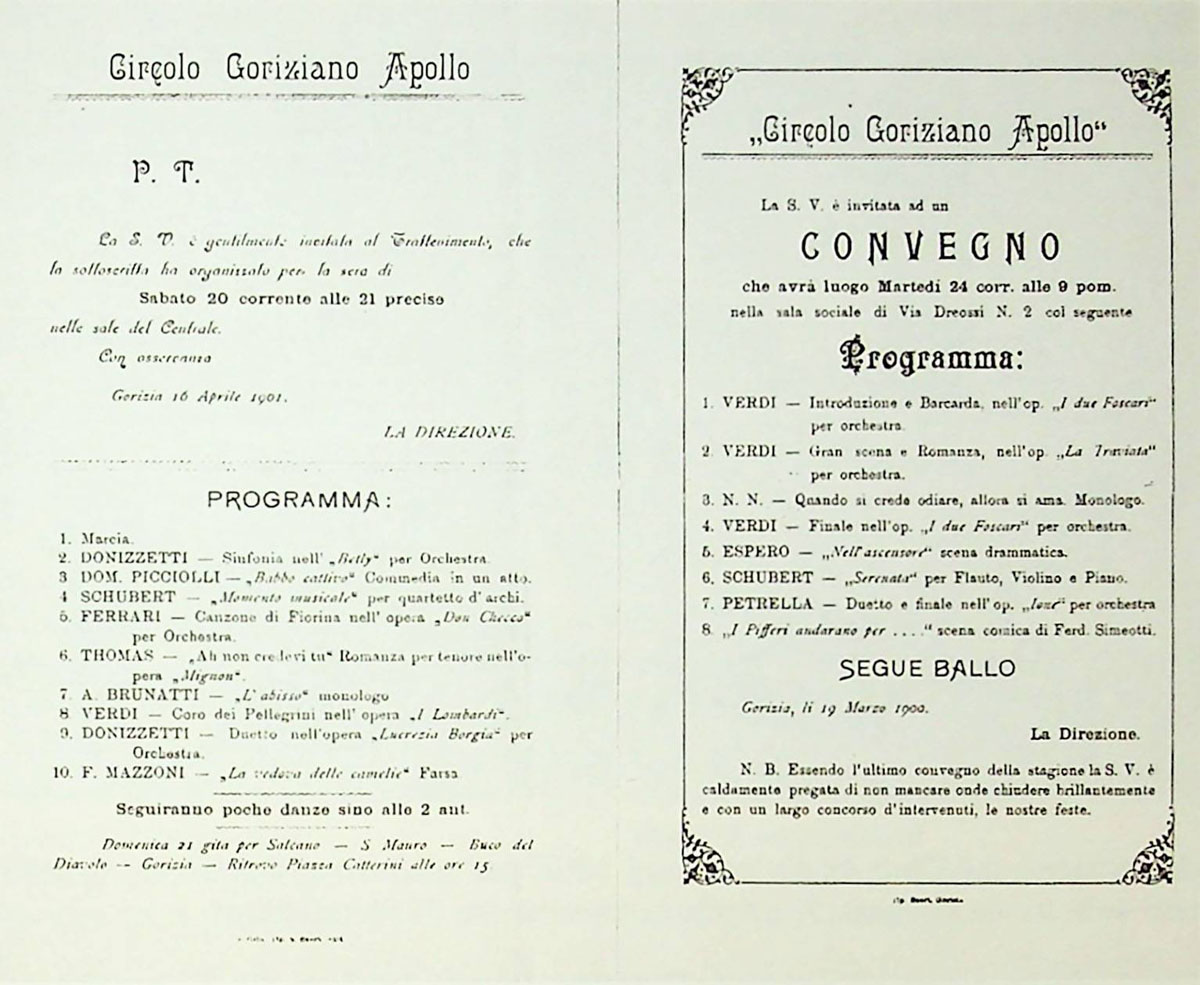 Circolo Goriziano Apollo
P. T.
La S. V. è gentilmente invitata al Trattenimento, che
la sottoscritta ha organizzato per la sera di
Sabato 20 corrente alle 21 precise
nelle sale del Centrale.
Con osservanza
Gorizia 16 Aprile 1901.
LA DIREZIONE.
PROGRAMMA:
1. Marcia.
2. DONIZZETTI — Sinfonia nell' „Betly“ per Orchestra.
3 DOM. PICCIOLLI — „Babbo cattivo“ Commedia in un atto.
4 SCHUBERT — „Momento musicale“ per quartetto d'archi.
5. FERRARI — Canzone di Fiorina nell' opera „Don Checco“
per Orchestra.
6. THOMAS — „Ah non credevi tu“ Romanza per tenore nell'o-
pera „Mignon“.
7. A. BRUNATTI — „L'abisso“ monologo
8. VERDI — Coro dei Pellegrini nell' opera „I Lombardi“.
9. DONIZZETTI — Duetto nell'opera „Lucrezia Borgia“ per
Orchestra.
10. F. MAZZONI — „La vedova delle camelie“ Farsa.
Seguiranno poche danze sino alle 2 ant.
Domenica 21 gita per Salcano — S Mauro — Buco del
Diavolo — Gorizia — Ritrovo Piazza Catterini alle ore 15.
„Circolo Goriziano Apollo“
La S. V. è invitata ad un
CONVEGNO
che avrà luogo Martedì 24 corr. alle 9 pom.
nella sala sociale di Via Dreossi N. 2 col seguente
Programma:
1. VERDI — Introduzione e Barcarda, nell'op. „I due Foscari“
per orchestra.
2. VERDI — Gran scena e Romanza, nell'op. „La Traviata“
per orchestra.
3. N. N. — Quando si crede odiare, allora si ama. Monologo.
4. VERDI — Finale nell'op. „I due Foscari“ per orchestra.
5. ESPERO — „Nell'ascensore“ scena drammatica.
6. SCHUBERT — „Serenata“ per Flauto, Violino e Piano.
7. PETRELLA — Duetto e finale nell'op. „Ione“ per orchestra
8. „I Pifferi andarano per . . . .“ scena comica di Ferd. Simeotti.
SEGUE BALLO
Gorizia, li 19 Marzo 1900.
La Direzione.
N. B. Essendo l'ultimo convegno della stagione la S. V. è
caldamente pregata di non mancare onde chiudere brillantemente
e con un largo concorso d'intervenuti, le nostre feste.